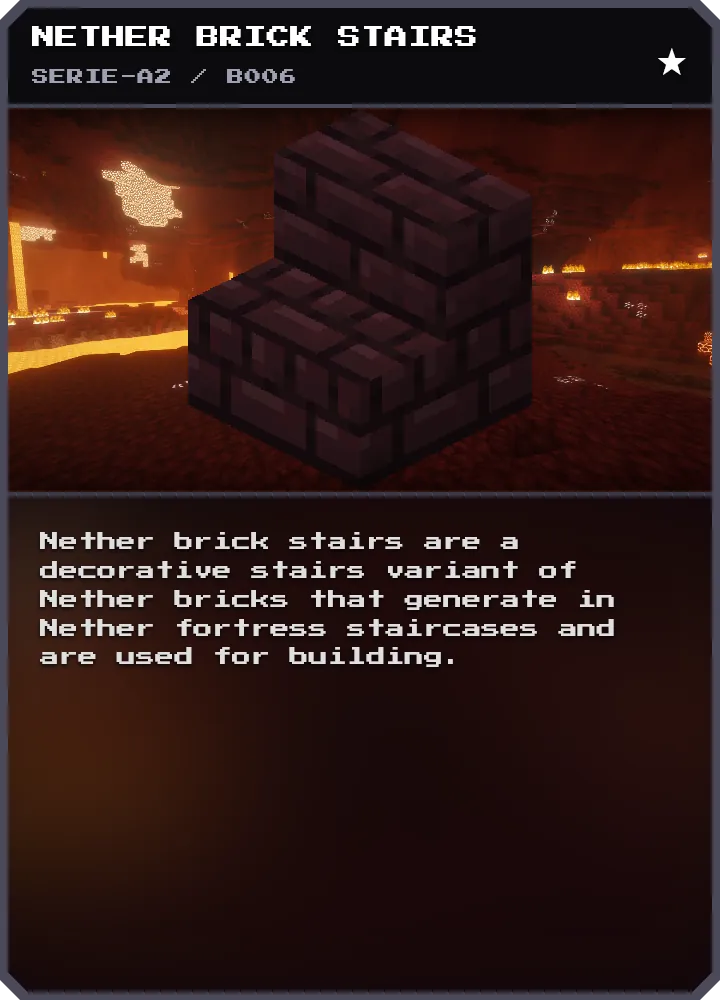 NETHER BRICK STAIRS
SERIE-A2 / B006
Nether brick stairs are a
decorative stairs variant of
Nether bricks that generate in
Nether fortress staircases and
are used for building.